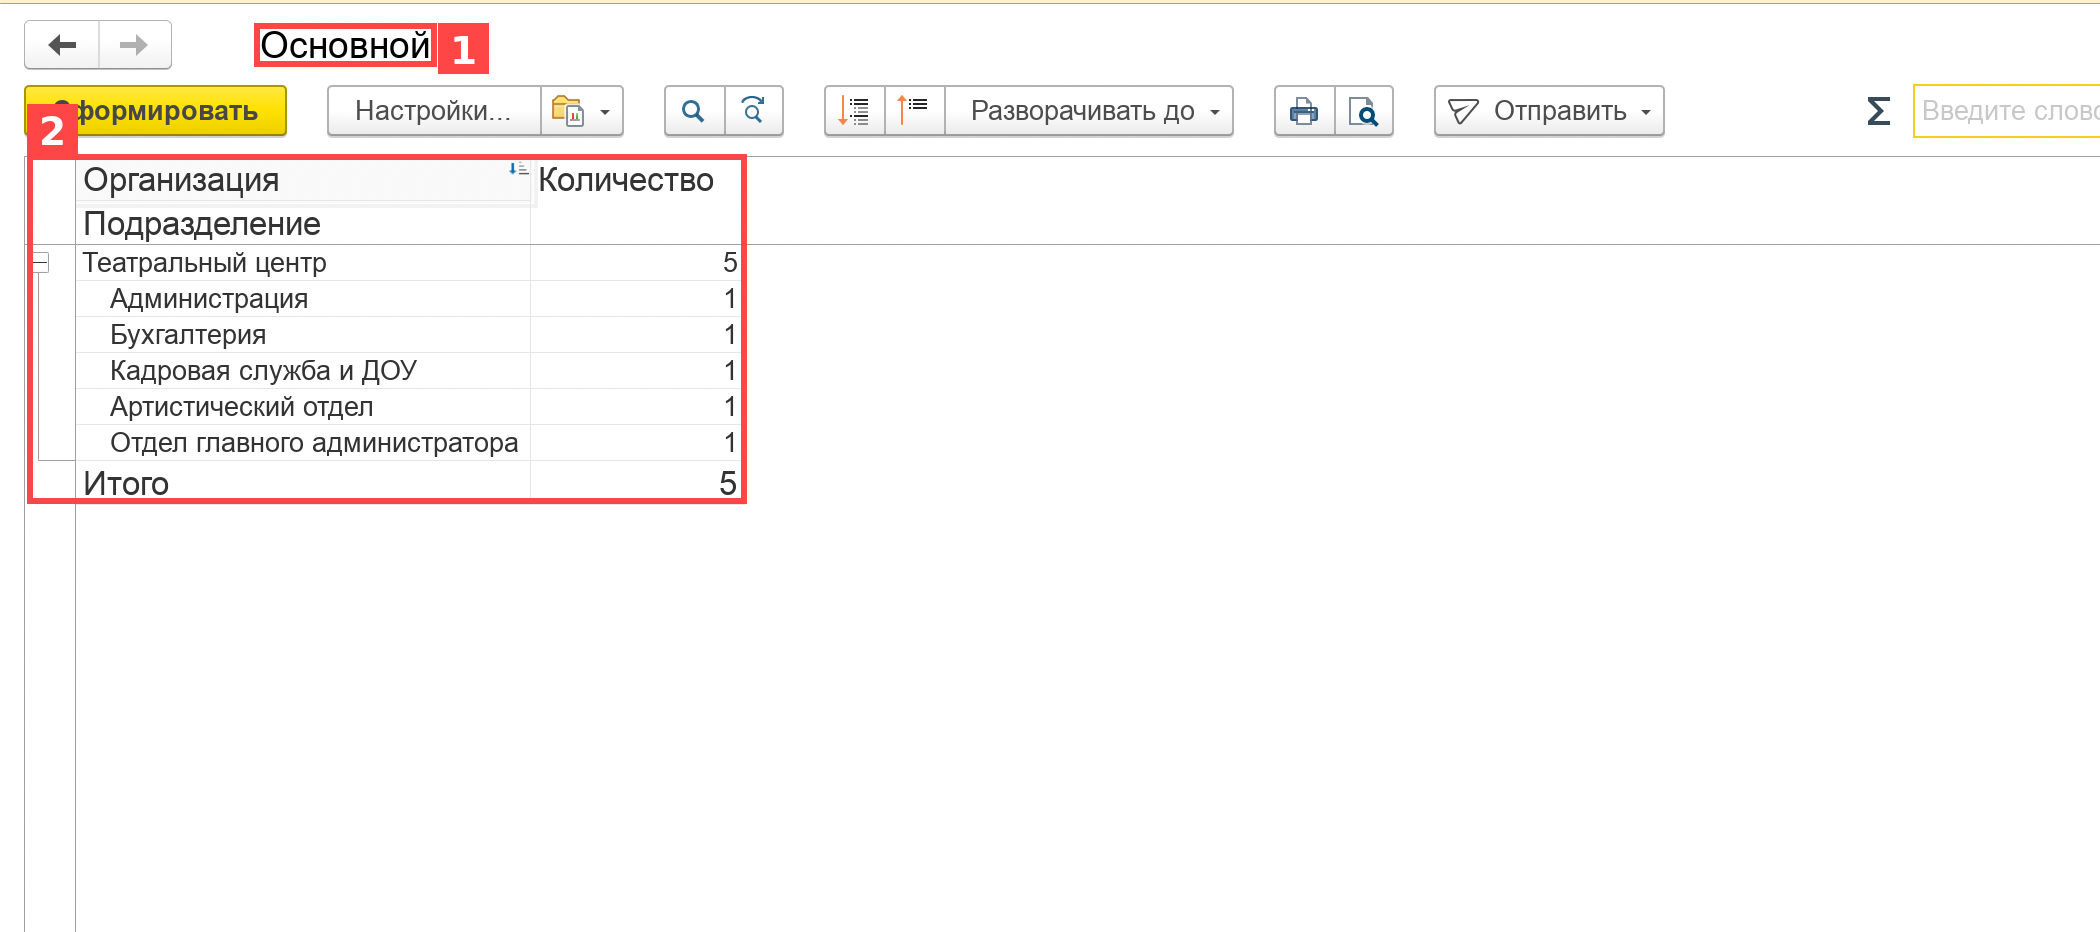 Основной 1
Сформировать Настройки... Разворачивать до Отправить Σ Введите слово
2
Организация Количество
Подразделение
Театральный центр 5
Администрация 1
Бухгалтерия 1
Кадровая служба и ДОУ 1
Артистический отдел 1
Отдел главного администратора 1
Итого 5